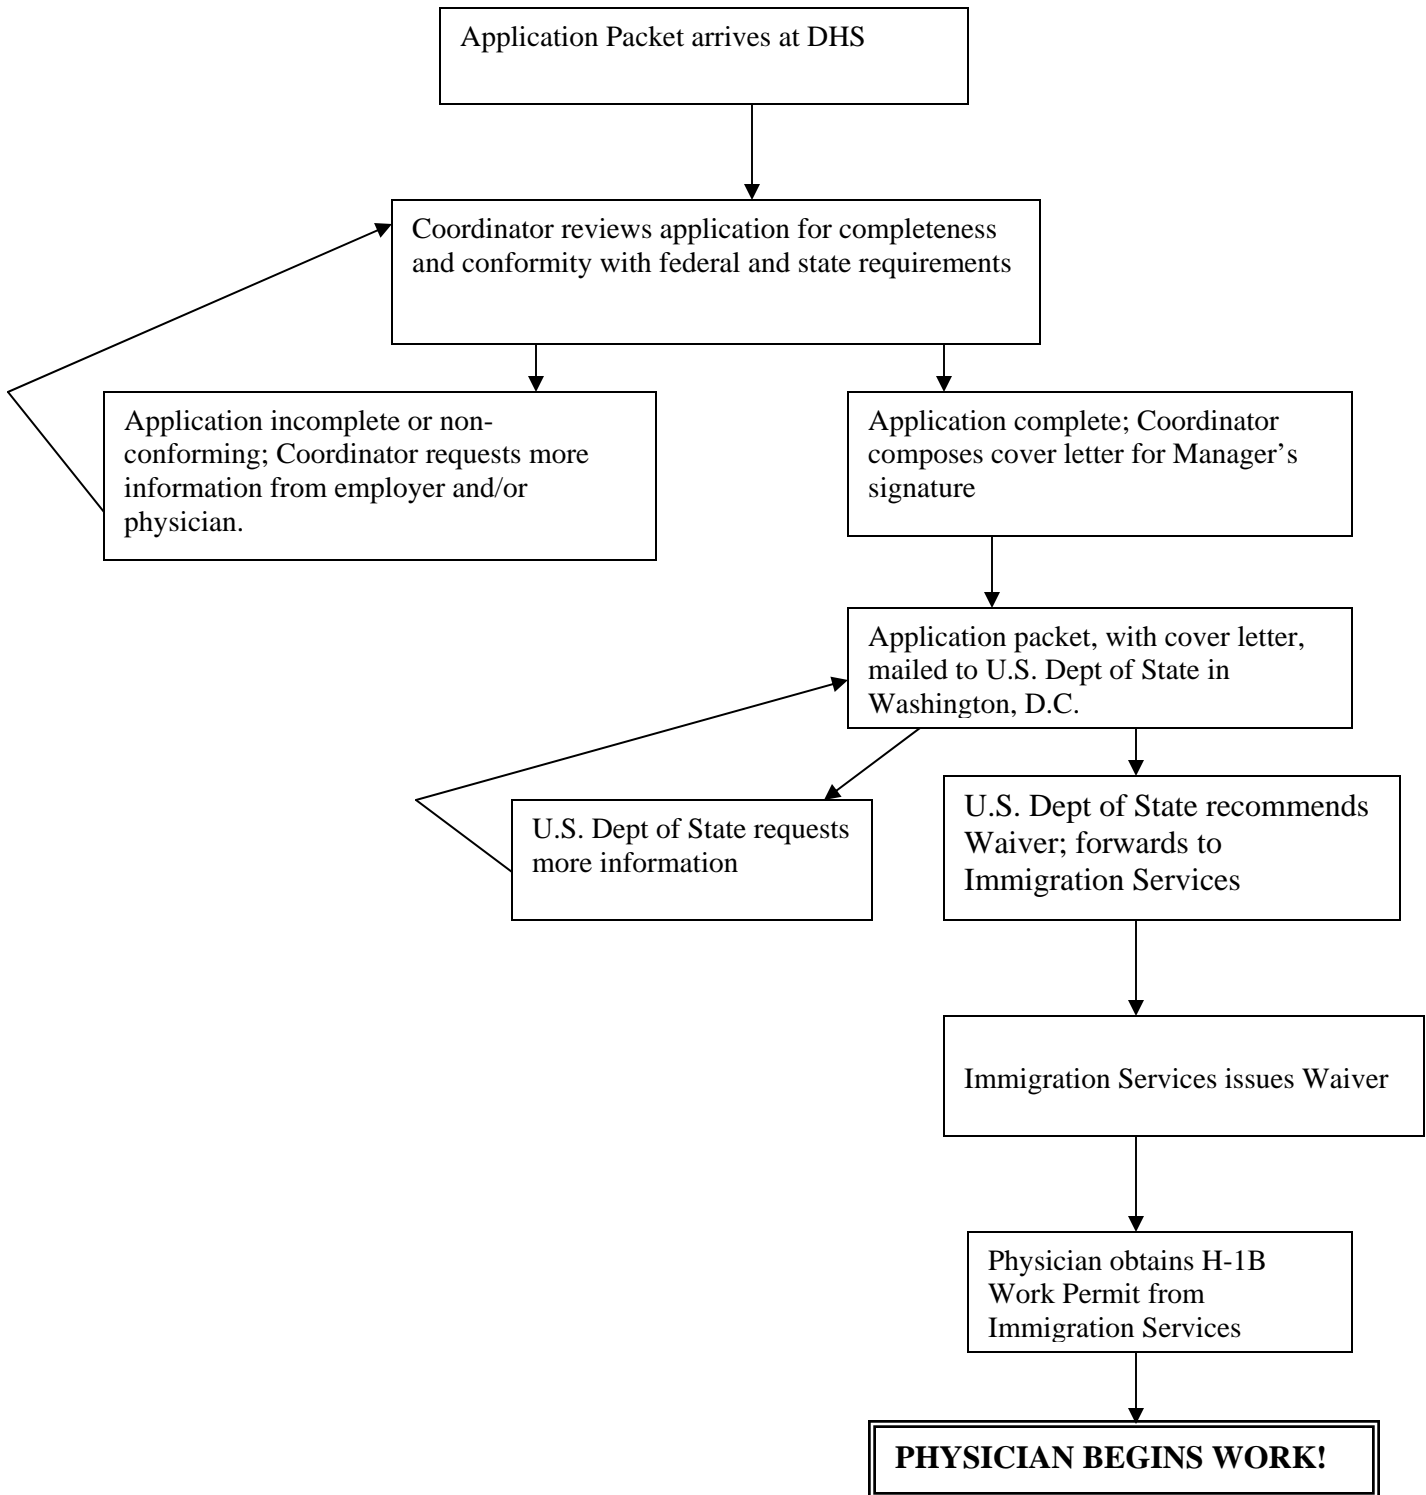 Application Packet arrives at DHS
Coordinator reviews application for completeness
and conformity with federal and state requirements
Application incomplete or non-
conforming; Coordinator requests more
information from employer and/or
physician.
Application complete; Coordinator
composes cover letter for Manager’s
signature
Application packet, with cover letter,
mailed to U.S. Dept of State in
Washington, D.C.
U.S. Dept of State requests
more information
U.S. Dept of State recommends
Waiver; forwards to
Immigration Services
Immigration Services issues Waiver
Physician obtains H-1B
Work Permit from
Immigration Services
PHYSICIAN BEGINS WORK!